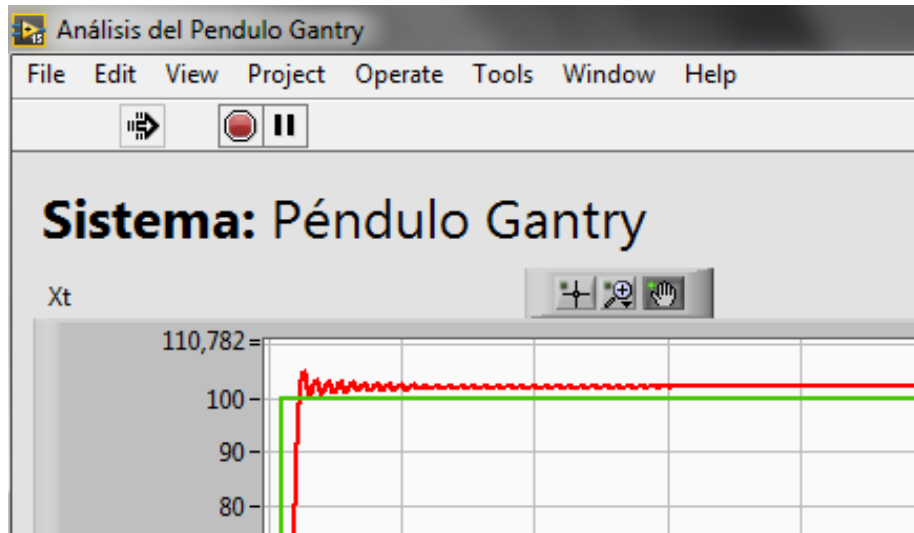 Análisis del Pendulo Gantry
File Edit View Project Operate Tools Window Help
Sistema: Péndulo Gantry
Xt
110,782
100
90
80